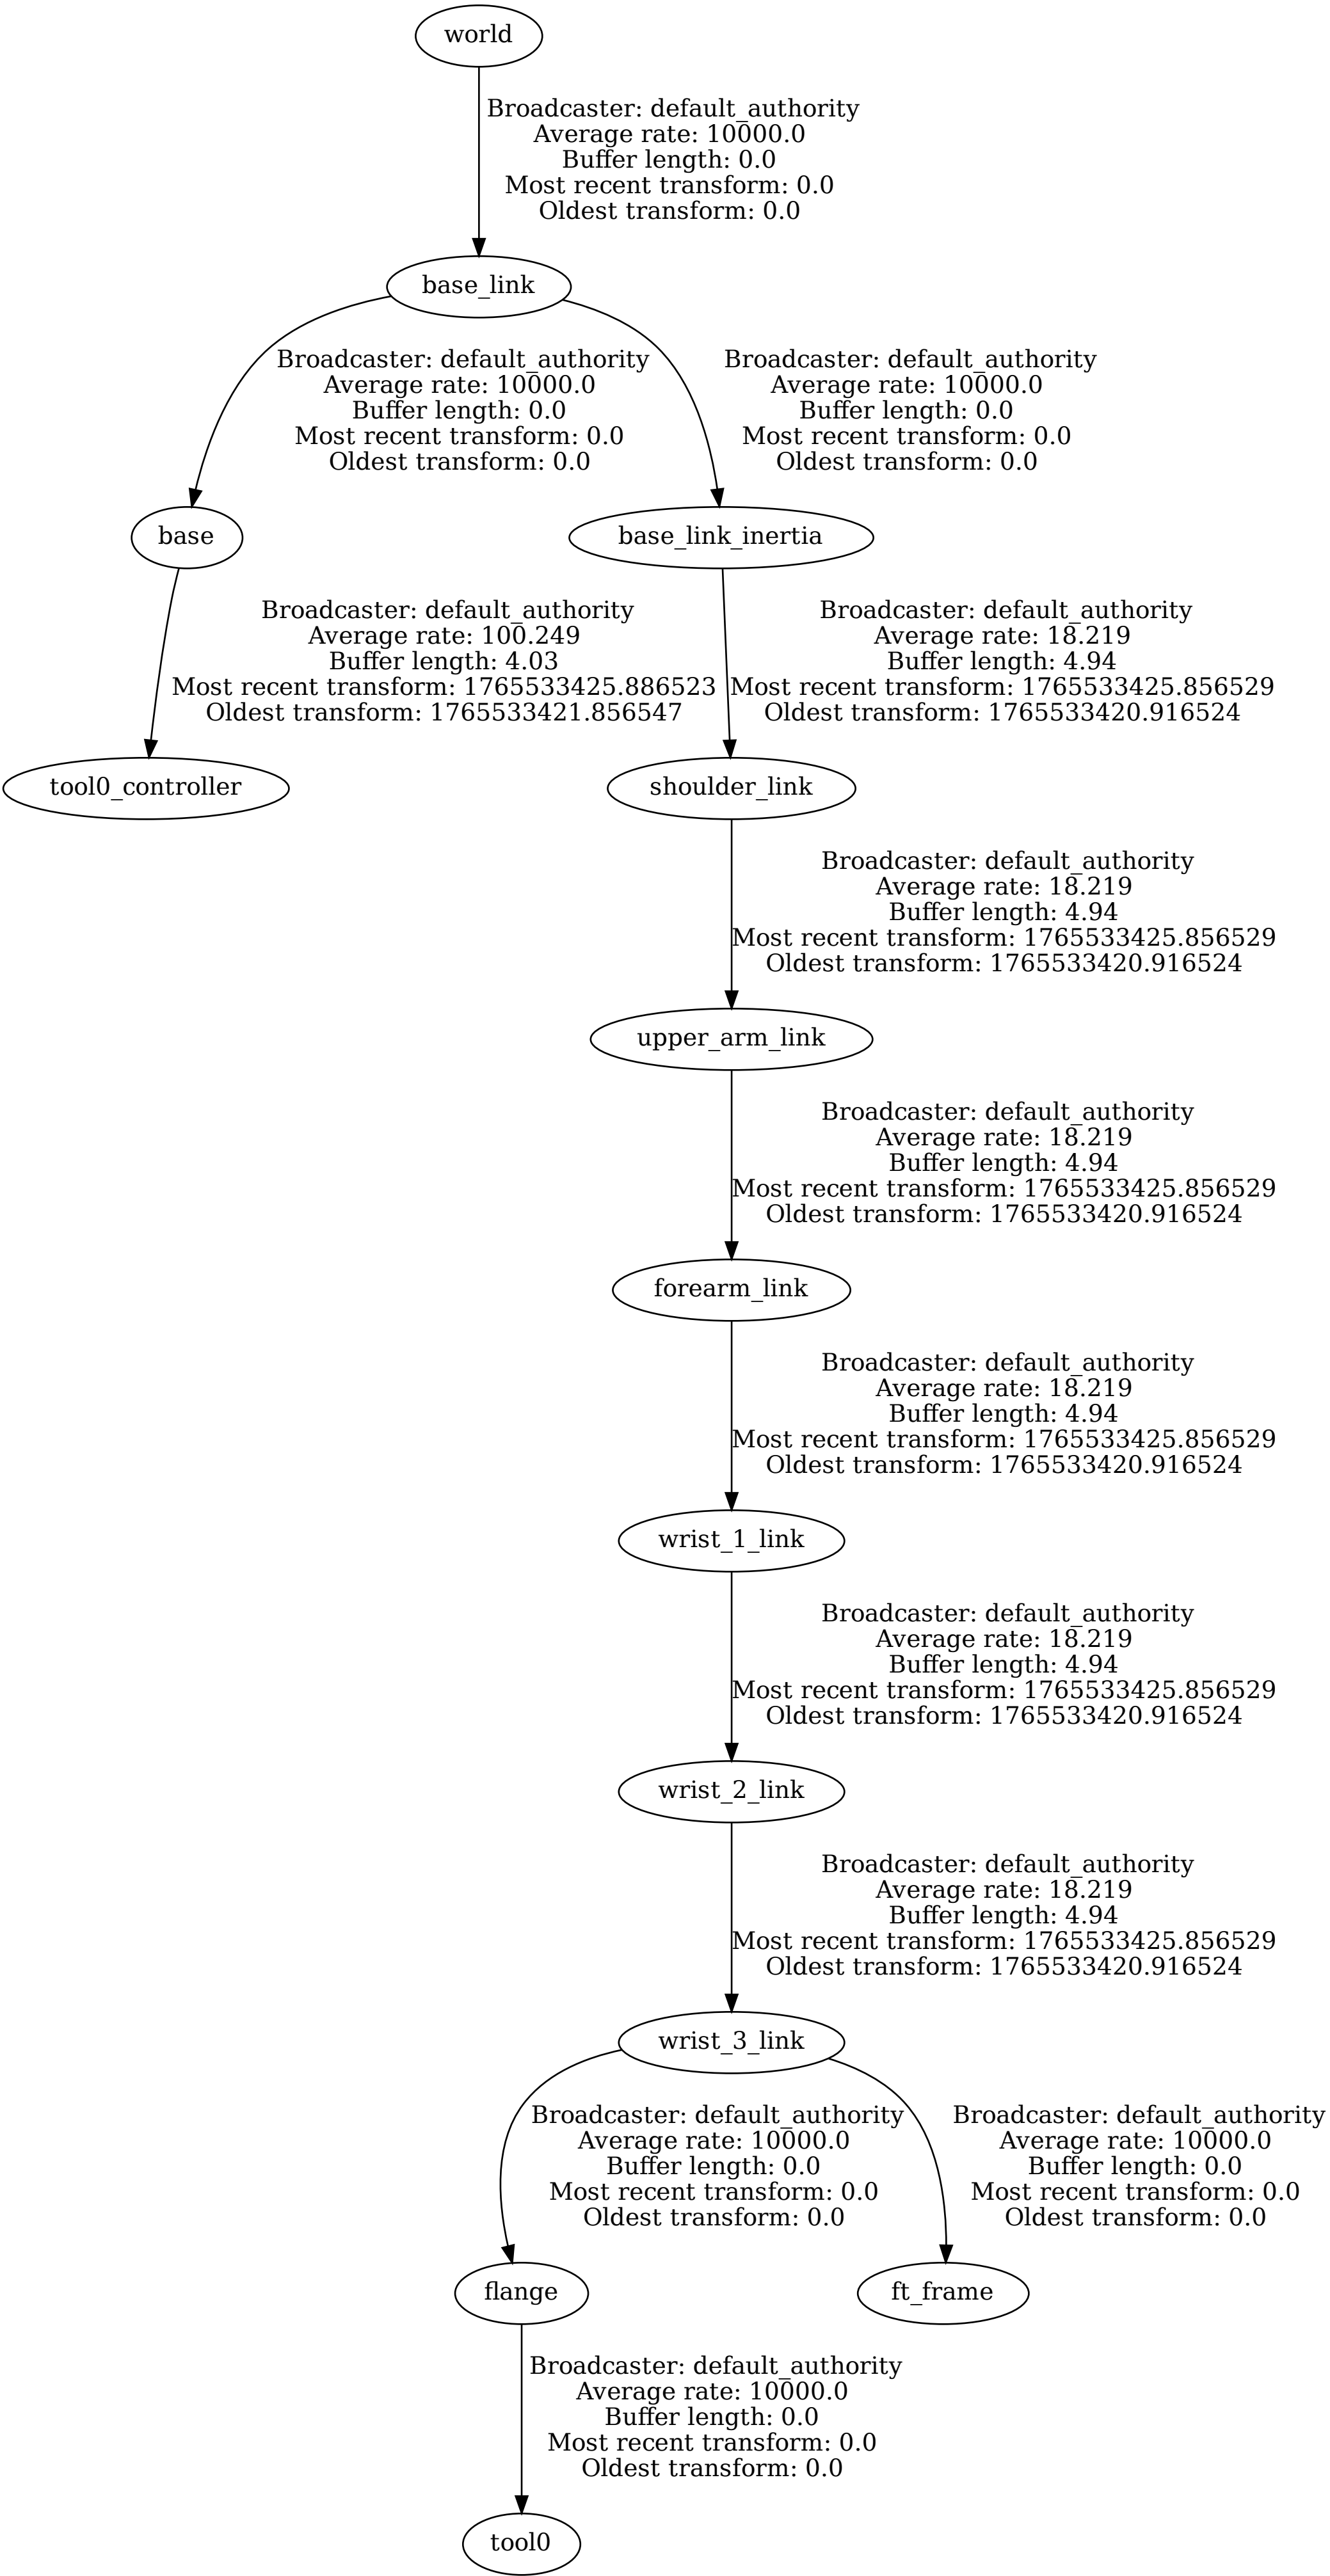 world
Broadcaster: default_authority
Average rate: 10000.0
Buffer length: 0.0
Most recent transform: 0.0
Oldest transform: 0.0
base_link
Broadcaster: default_authority
Average rate: 10000.0
Buffer length: 0.0
Most recent transform: 0.0
Oldest transform: 0.0
Broadcaster: default_authority
Average rate: 10000.0
Buffer length: 0.0
Most recent transform: 0.0
Oldest transform: 0.0
base
base_link_inertia
Broadcaster: default_authority
Average rate: 100.249
Buffer length: 4.03
Most recent transform: 1765533425.886523
Oldest transform: 1765533421.856547
Broadcaster: default_authority
Average rate: 18.219
Buffer length: 4.94
Most recent transform: 1765533425.856529
Oldest transform: 1765533420.916524
tool0_controller
shoulder_link
Broadcaster: default_authority
Average rate: 18.219
Buffer length: 4.94
Most recent transform: 1765533425.856529
Oldest transform: 1765533420.916524
upper_arm_link
Broadcaster: default_authority
Average rate: 18.219
Buffer length: 4.94
Most recent transform: 1765533425.856529
Oldest transform: 1765533420.916524
forearm_link
Broadcaster: default_authority
Average rate: 18.219
Buffer length: 4.94
Most recent transform: 1765533425.856529
Oldest transform: 1765533420.916524
wrist_1_link
Broadcaster: default_authority
Average rate: 18.219
Buffer length: 4.94
Most recent transform: 1765533425.856529
Oldest transform: 1765533420.916524
wrist_2_link
Broadcaster: default_authority
Average rate: 18.219
Buffer length: 4.94
Most recent transform: 1765533425.856529
Oldest transform: 1765533420.916524
wrist_3_link
Broadcaster: default_authority
Average rate: 10000.0
Buffer length: 0.0
Most recent transform: 0.0
Oldest transform: 0.0
Broadcaster: default_authority
Average rate: 10000.0
Buffer length: 0.0
Most recent transform: 0.0
Oldest transform: 0.0
flange
ft_frame
Broadcaster: default_authority
Average rate: 10000.0
Buffer length: 0.0
Most recent transform: 0.0
Oldest transform: 0.0
tool0